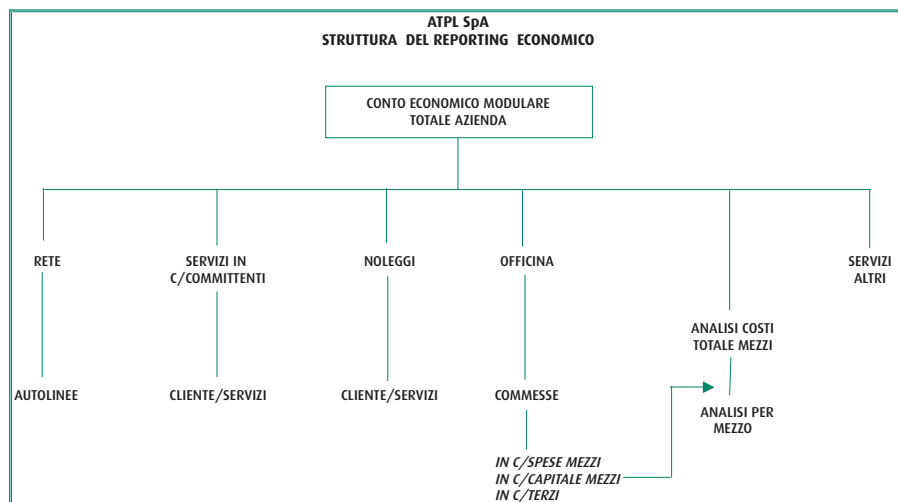 ATPL SpA
STRUTTURA DEL REPORTING ECONOMICO
CONTO ECONOMICO MODULARE
TOTALE AZIENDA
RETE
SERVIZI IN
C/COMMITTENTI
NOLEGGI
OFFICINA
SERVIZI
ALTRI
ANALISI COSTI
TOTALE MEZZI
AUTOLINEE
CLIENTE/SERVIZI
CLIENTE/SERVIZI
COMMESSE
ANALISI PER
MEZZO
IN C/SPESE MEZZI
IN C/CAPITALE MEZZI
IN C/TERZI